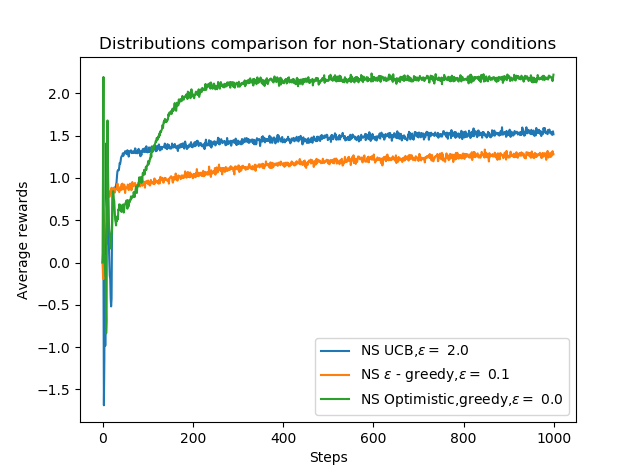 Distributions comparison for non-Stationary conditions
Average rewards
2.0
1.5
1.0
0.5
0.0
−0.5
−1.0
−1.5
NS UCB,ε = 2.0
NS ε - greedy,ε = 0.1
NS Optimistic,greedy,ε = 0.0
0 200 400 600 800 1000
Steps